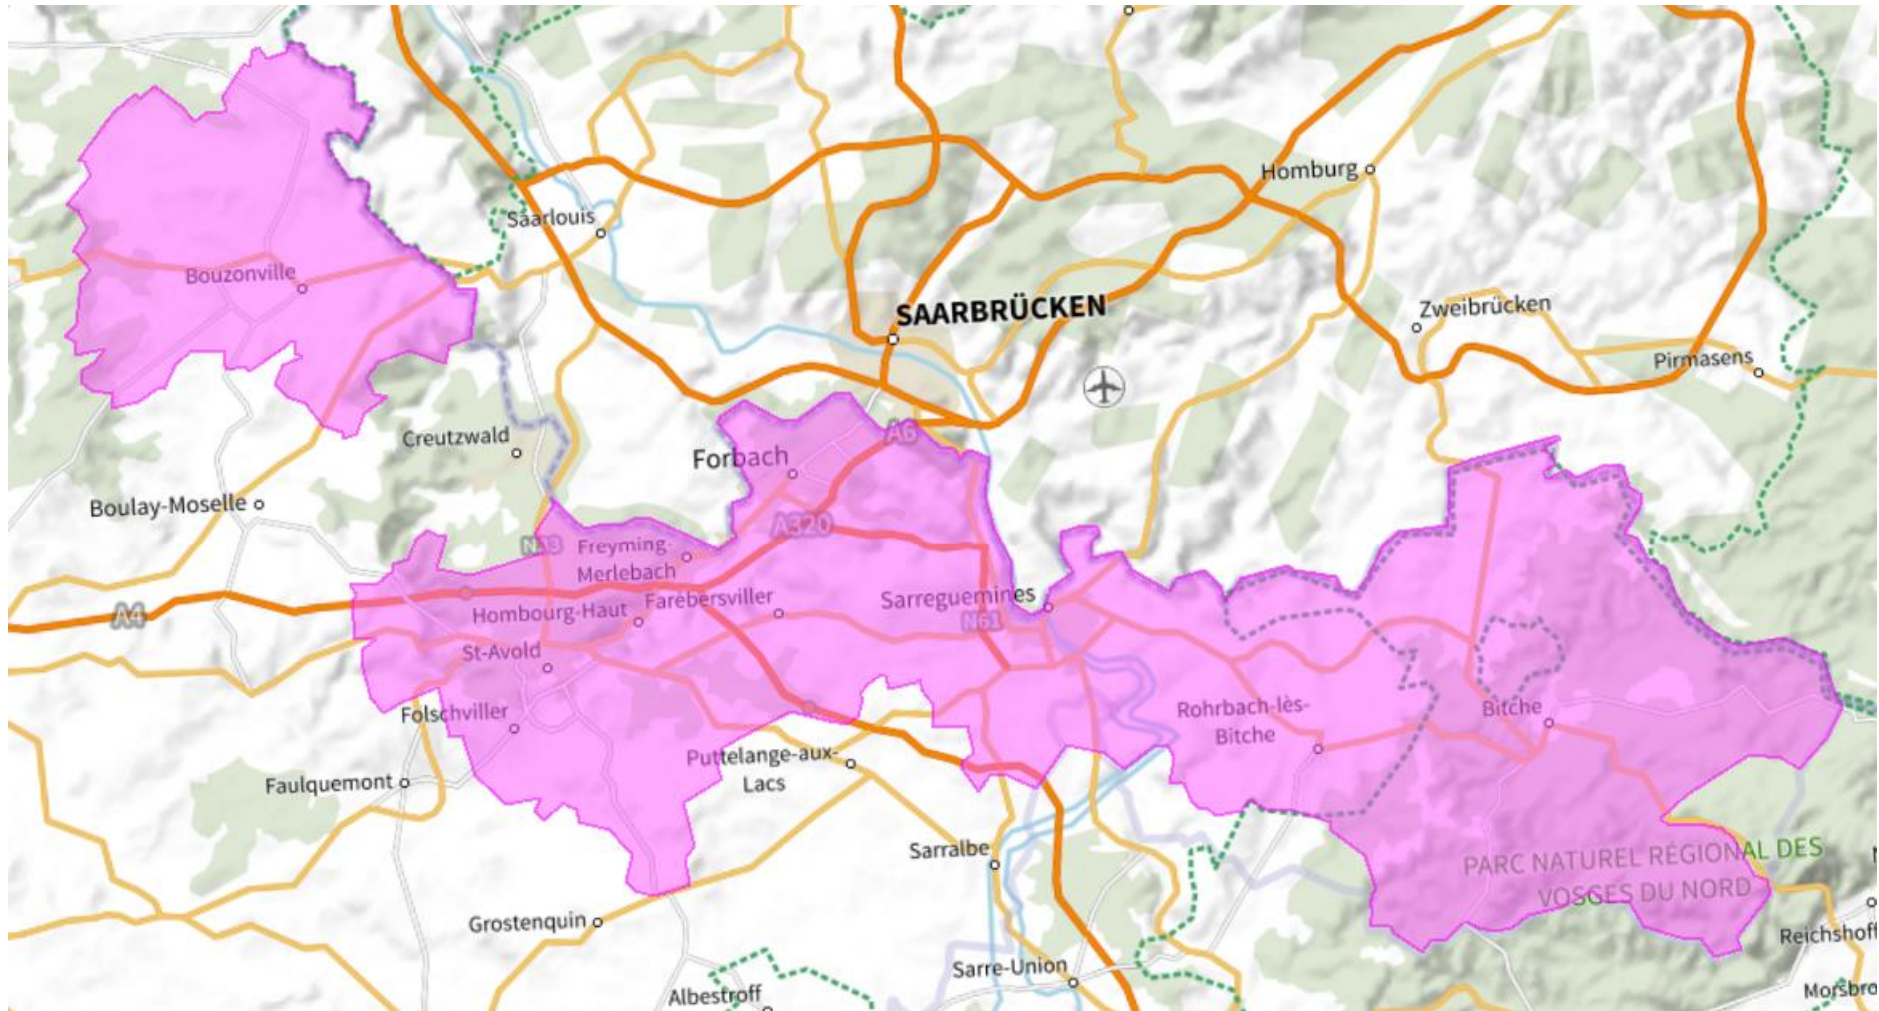 Homburg
Saarlouis
Bouzonville
SAARBRÜCKEN
Zweibrücken
Pirmasens
Creutzwald
A6
Forbach
Boulay-Moselle
A320
N33
Freyming-
Merlebach
Hombourg-Haut
Farebersviller
Sarreguemines
A4
N61
St-Avold
Folschviller
Rohrbach-lès-
Bitche
Bitche
Puttelange-aux-
Lacs
Faulquemont
Sarralbe
PARC NATUREL RÉGIONAL DES
VOSGES DU NORD
Grostenquin
Reichshoff
Sarre-Union
Albestroff
Morsbro